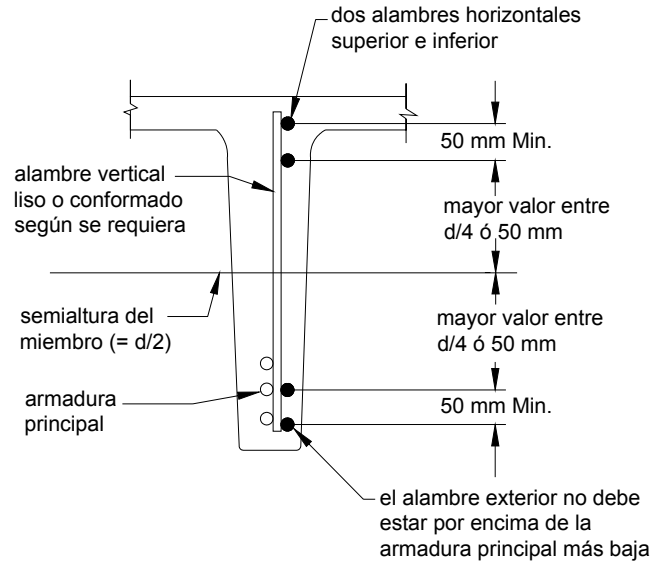 dos alambres horizontales
superior e inferior
50 mm Min.
alambre vertical
liso o conformado
según se requiera
mayor valor entre
d/4 ó 50 mm
semialtura del
miembro (= d/2)
mayor valor entre
d/4 ó 50 mm
armadura
principal
50 mm Min.
el alambre exterior no debe
estar por encima de la
armadura principal más baja